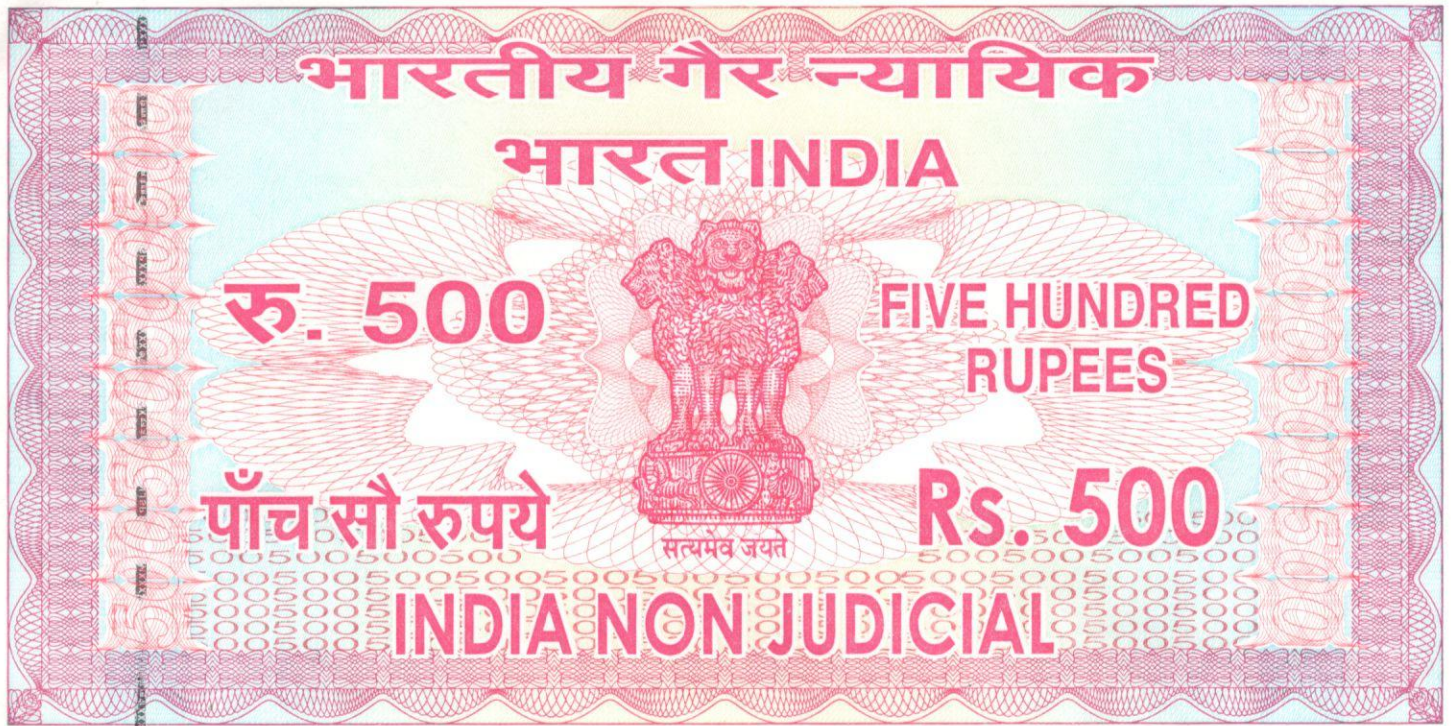 भारतीय गैर न्यायिक
भारत INDIA
रु. 500
FIVE HUNDRED
RUPEES
पाँच सौ रुपये
Rs. 500
सत्यमेव जयते
INDIA NON JUDICIAL